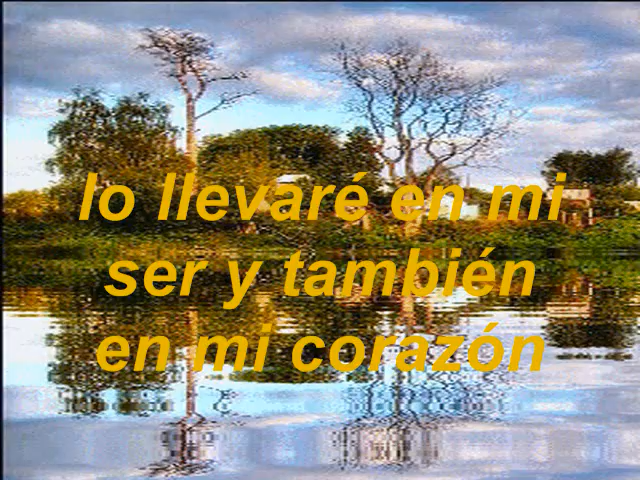 lo llevaré en mi
ser y también
en mi corazón